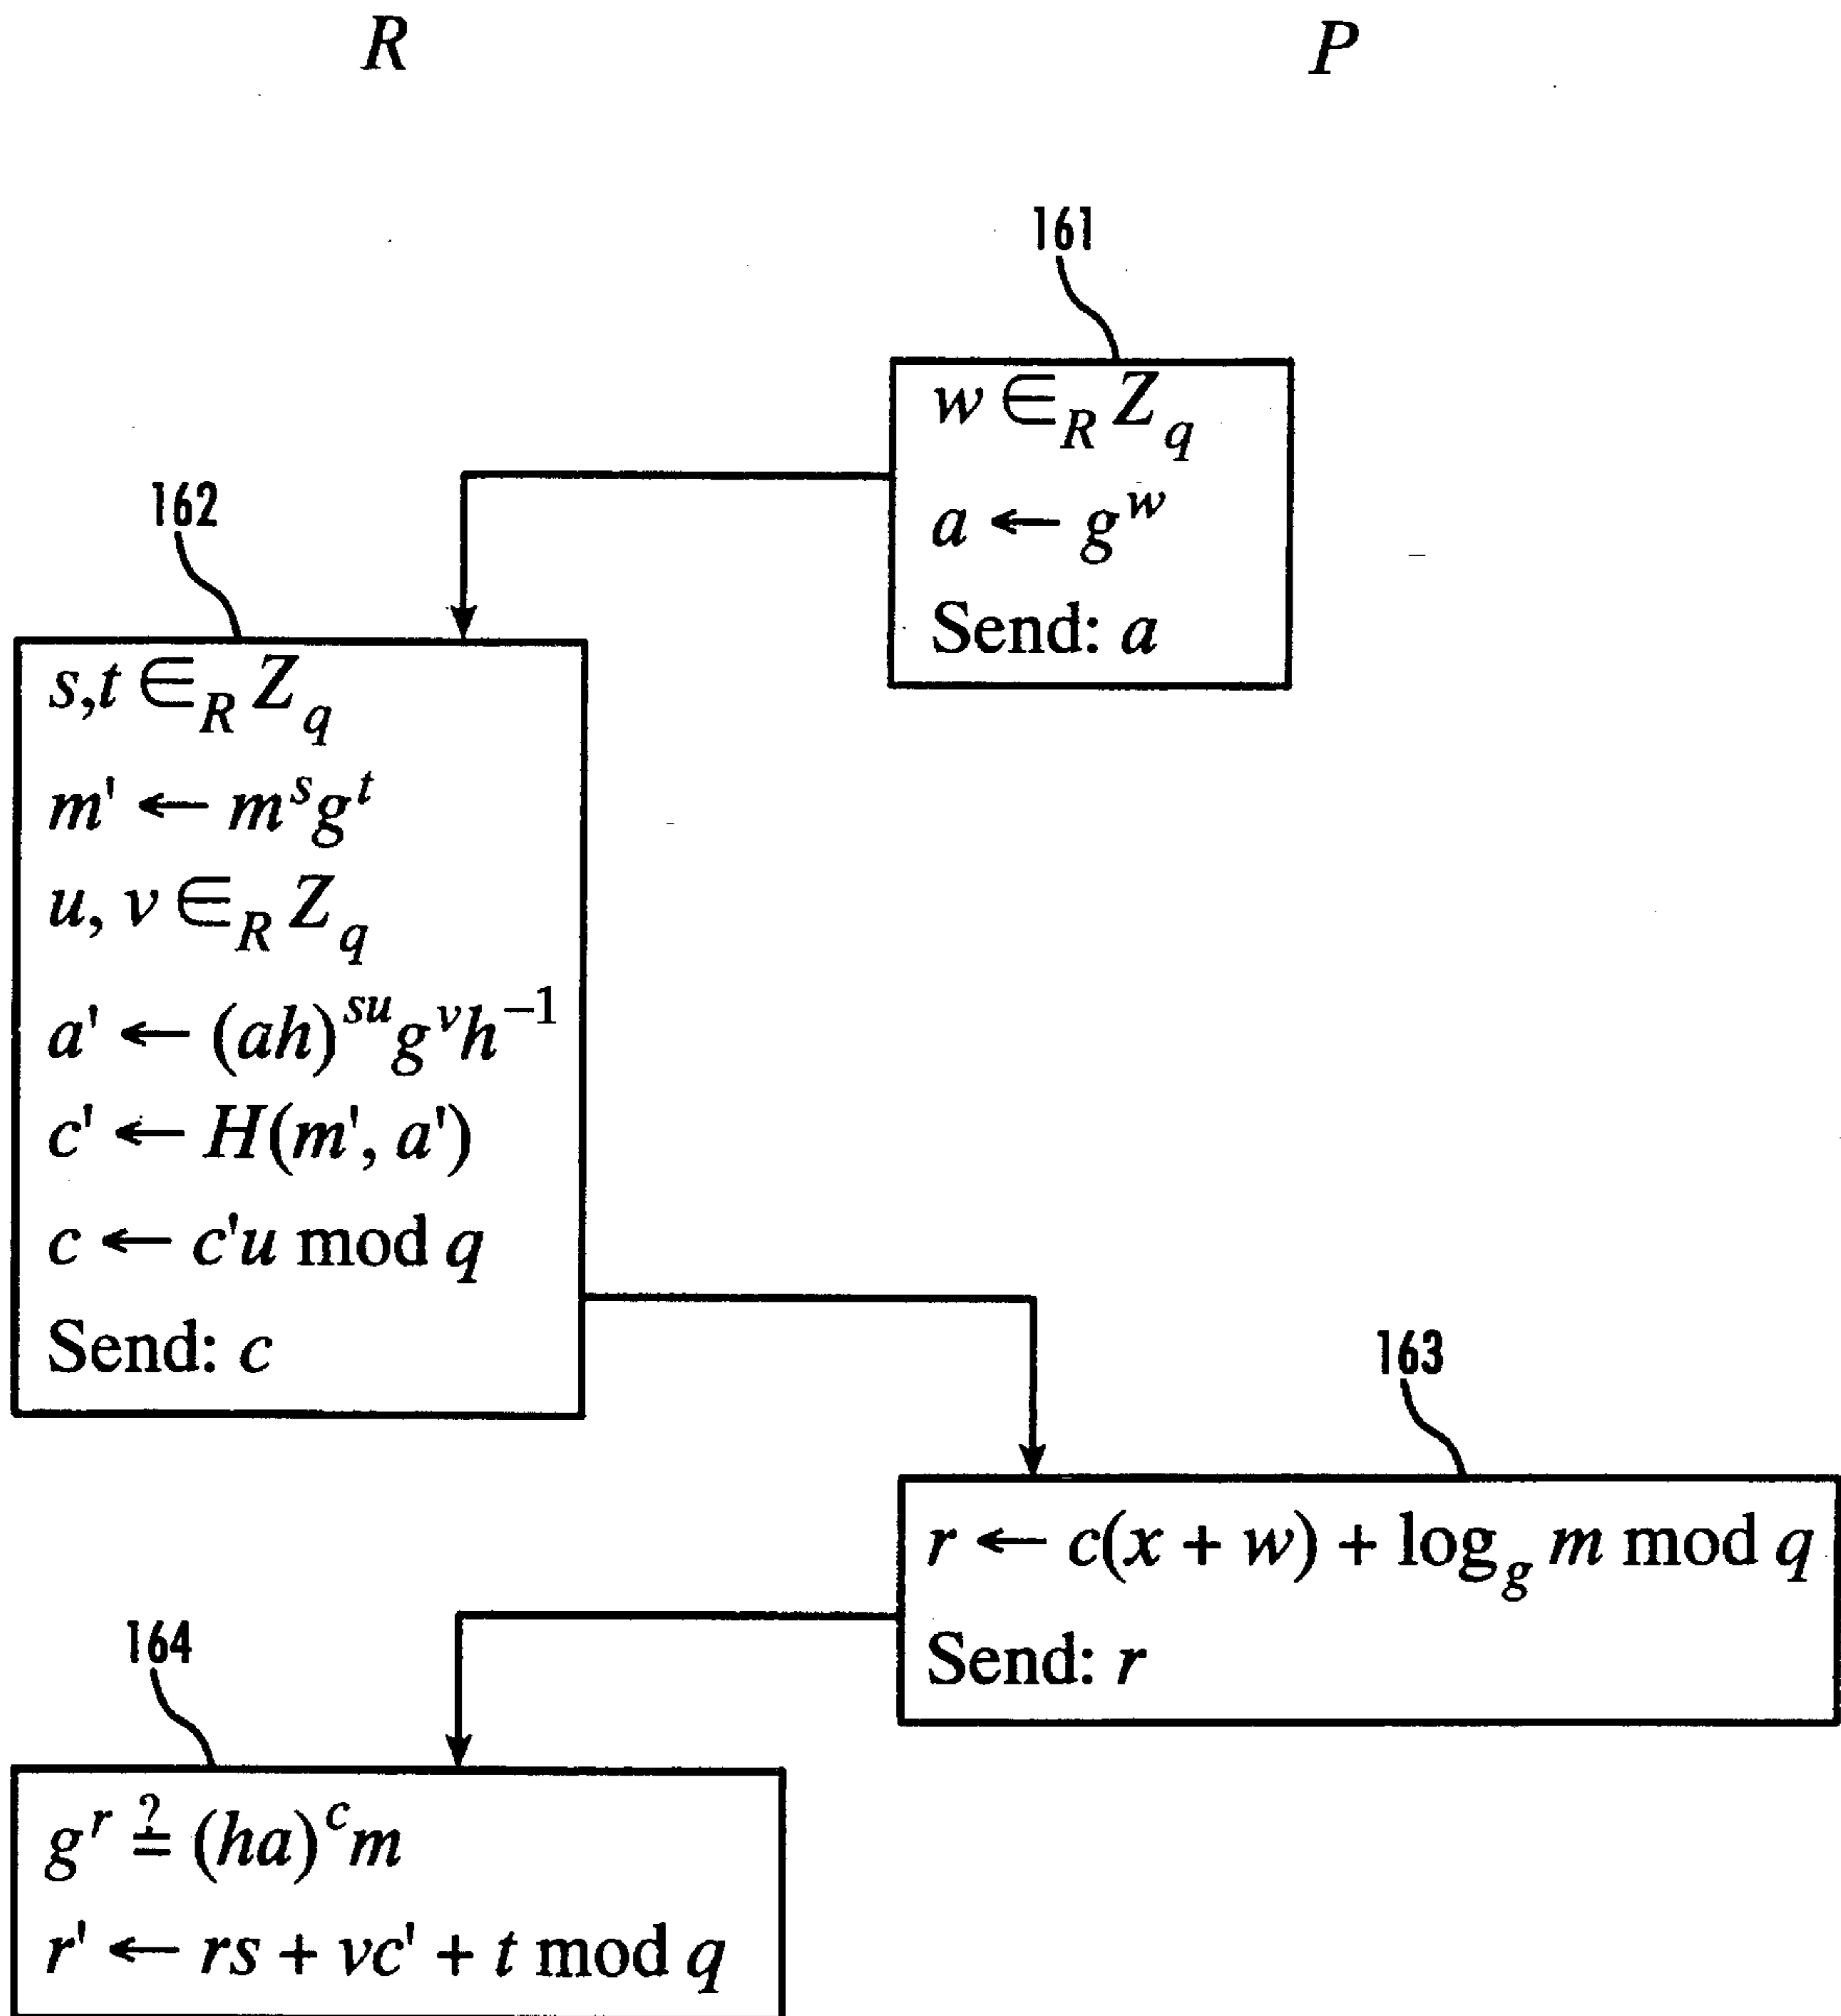 R
P
161
w ∈_R Z_q
a ← g^w
Send: a
162
s,t ∈_R Z_q
m' ← m^s g^t
u, v ∈_R Z_q
a' ← (ah)^{su} g^v h^{-1}
c' ← H(m', a')
c ← c'u mod q
Send: c
163
r ← c(x + w) + log_g m mod q
Send: r
164
g^r ≟ (ha)^c m
r' ← rs + vc' + t mod q